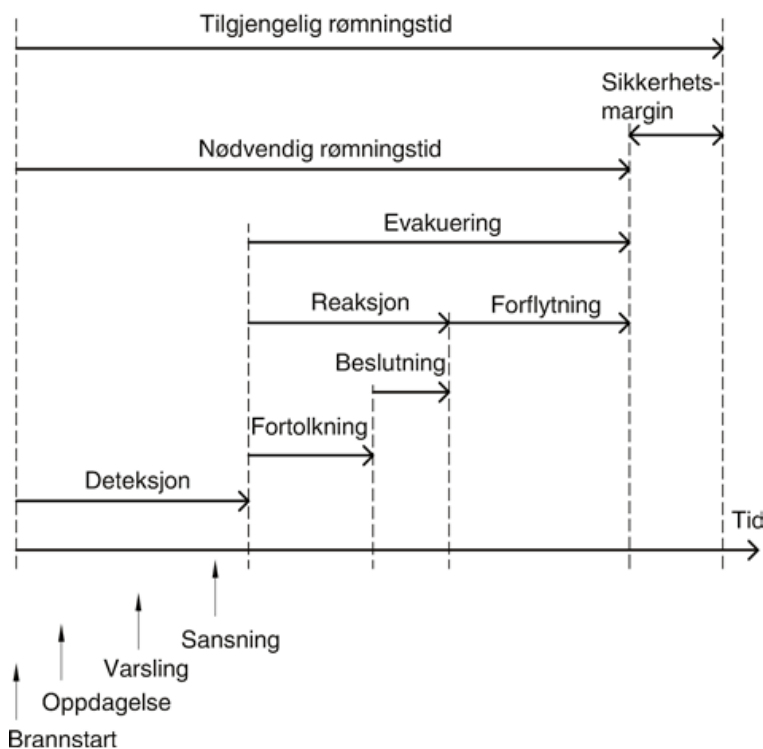 Tilgjengelig rømningstid
Sikkerhets-
margin
Nødvendig rømningstid
Evakuering
Reaksjon
Forflytning
Beslutning
Fortolkning
Deteksjon
Tid
Sansning
Varsling
Oppdagelse
Brannstart